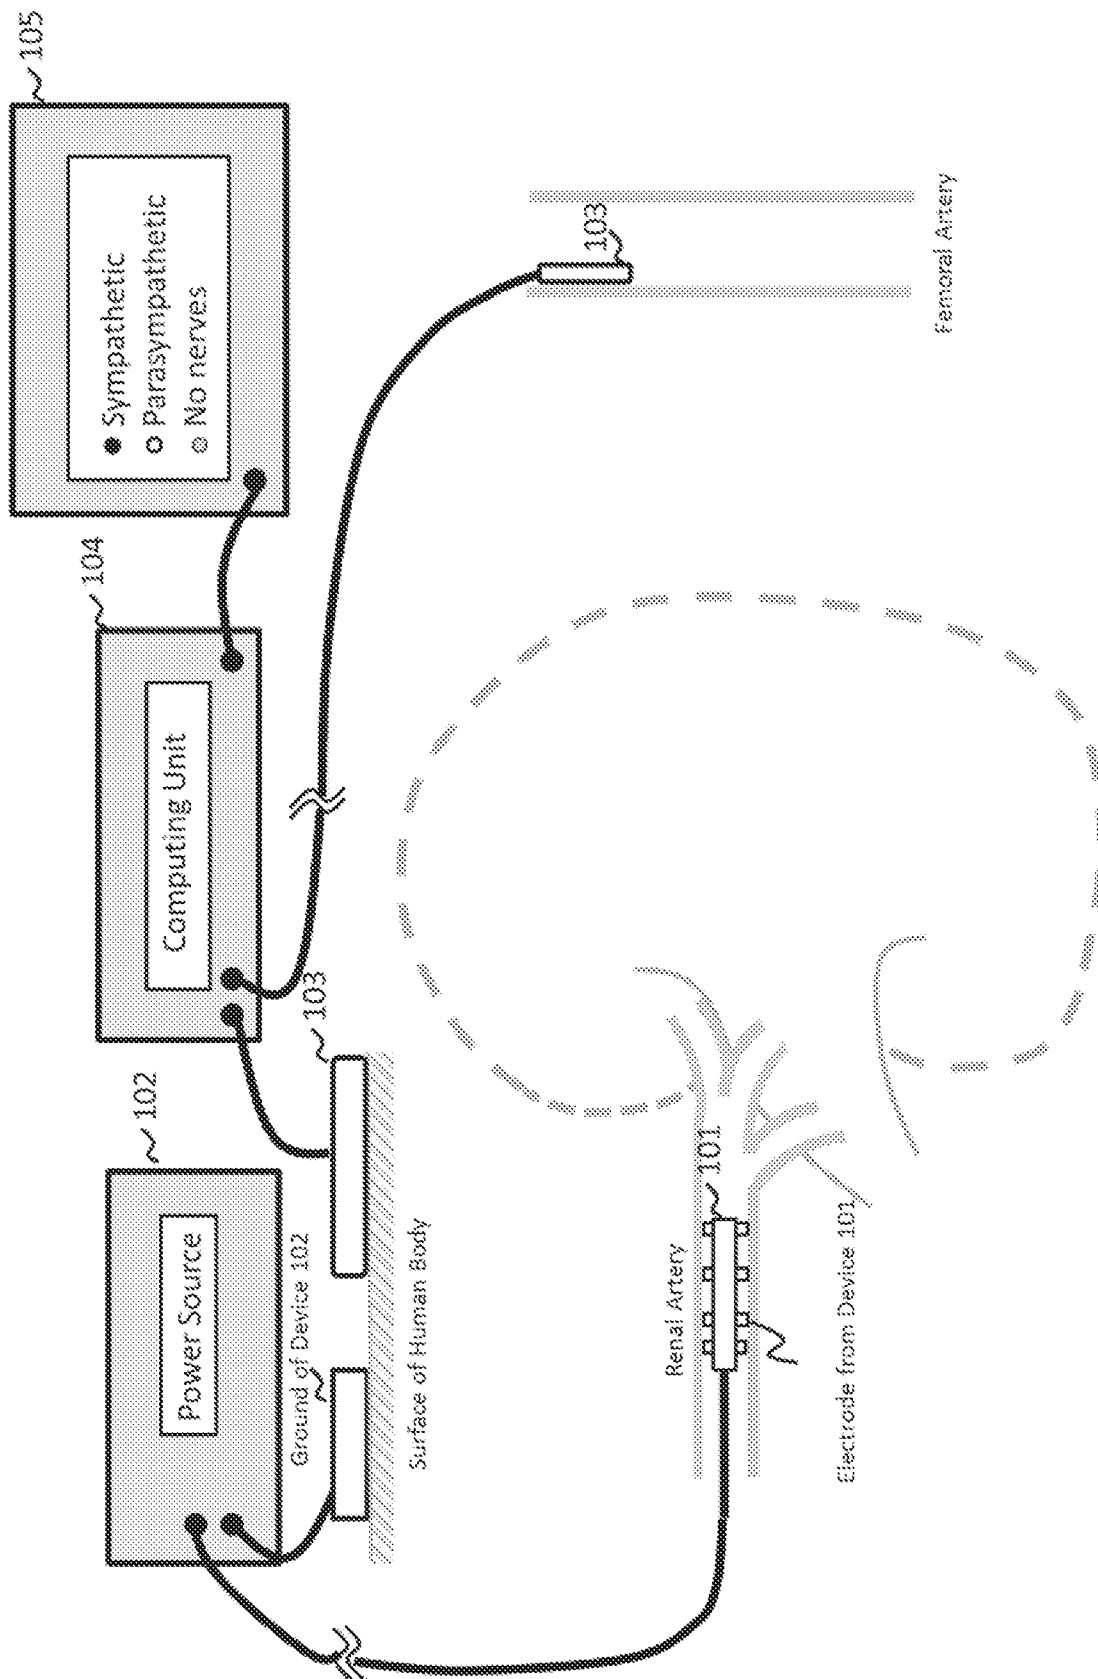 102
Power Source
Ground of Device 102
Surface of Human Body
103
104
Computing Unit
105
Sympathetic
Parasympathetic
No nerves
Renal Artery
101
Electrode from Device 101
103
Femoral Artery